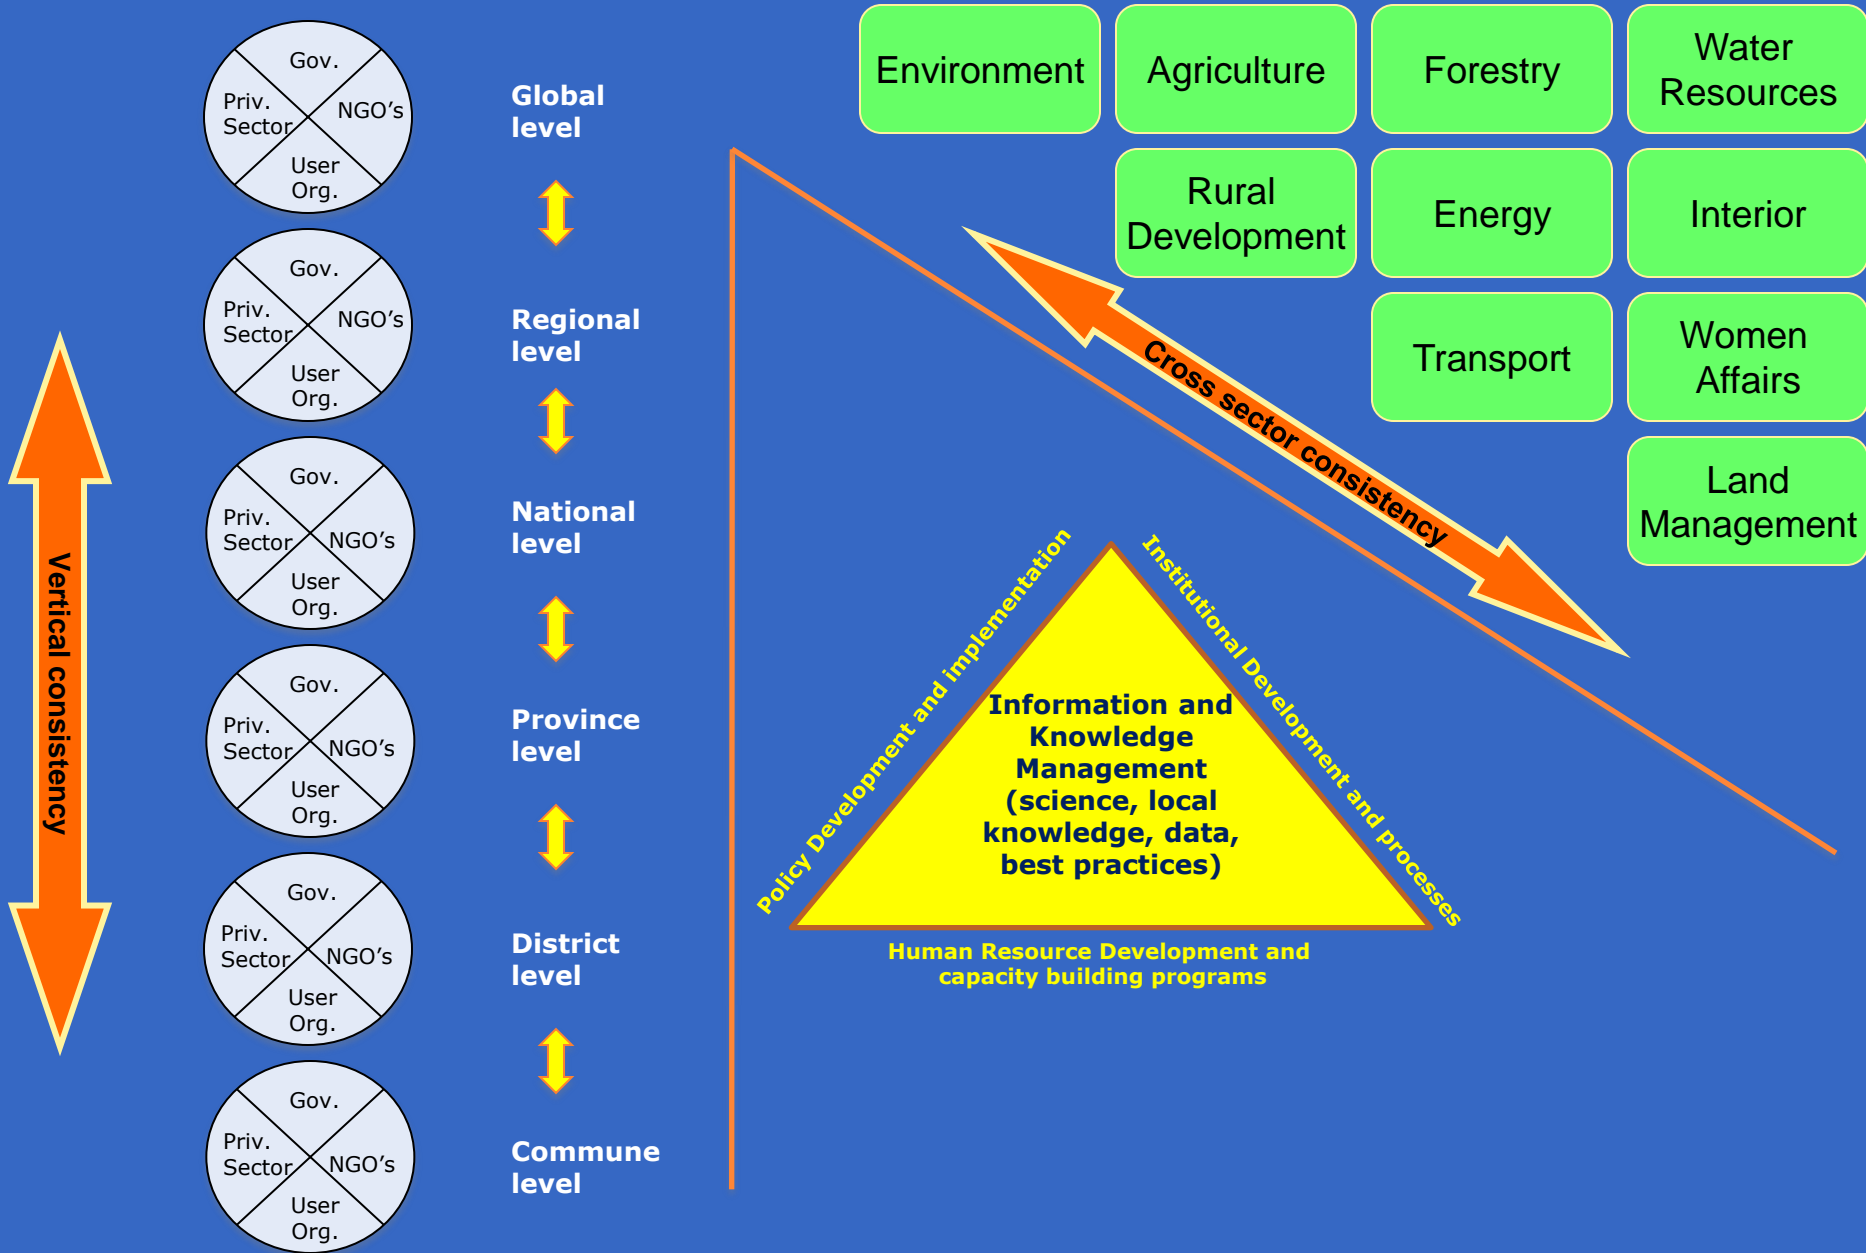 Gov.
Priv.
Sector
NGO’s
User
Org.
Global
level
Gov.
Priv.
Sector
NGO’s
User
Org.
Regional
level
Gov.
Priv.
Sector
NGO’s
User
Org.
National
level
Gov.
Priv.
Sector
NGO’s
User
Org.
Province
level
Gov.
Priv.
Sector
NGO’s
User
Org.
District
level
Gov.
Priv.
Sector
NGO’s
User
Org.
Commune
level
Vertical consistency
Environment
Agriculture
Forestry
Water
Resources
Rural
Development
Energy
Interior
Transport
Women
Affairs
Land
Management
Cross sector consistency
Policy Development and implementation
Institutional Development and processes
Information and
Knowledge
Management
(science, local
knowledge, data,
best practices)
Human Resource Development and
capacity building programs